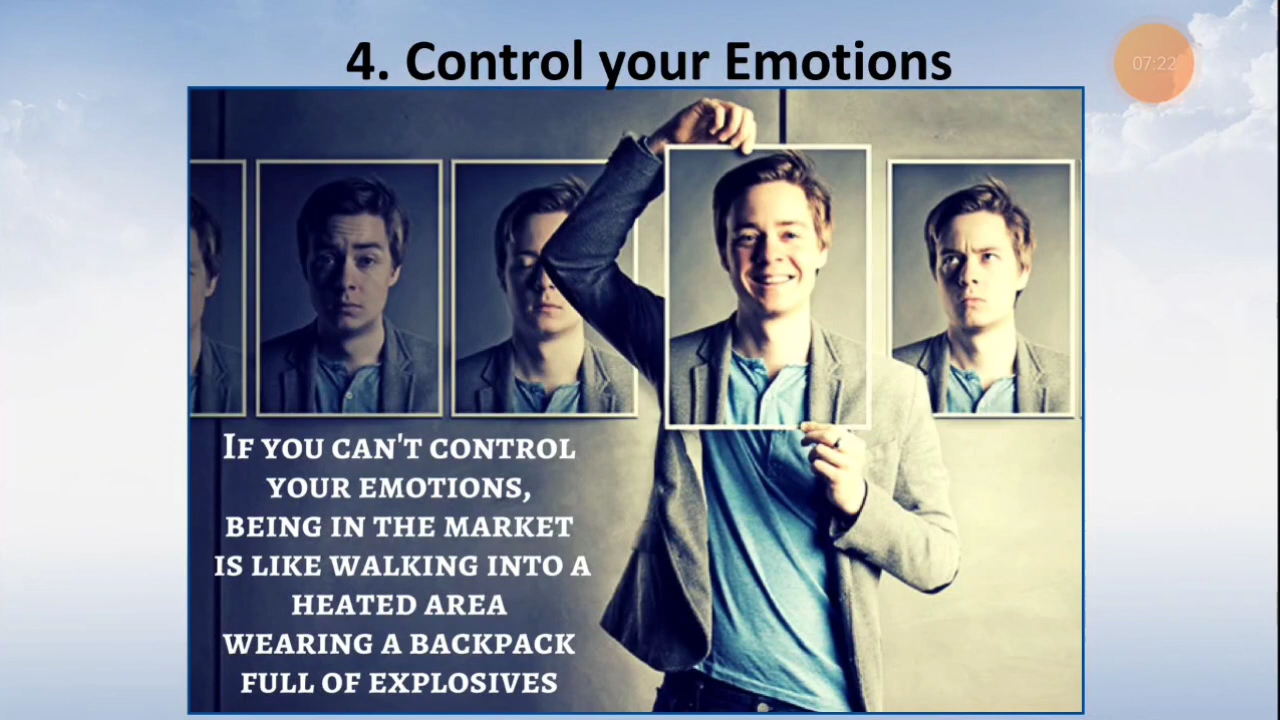 4. Control your Emotions
07:22
IF YOU CAN'T CONTROL
YOUR EMOTIONS,
BEING IN THE MARKET
IS LIKE WALKING INTO A
HEATED AREA
WEARING A BACKPACK
FULL OF EXPLOSIVES